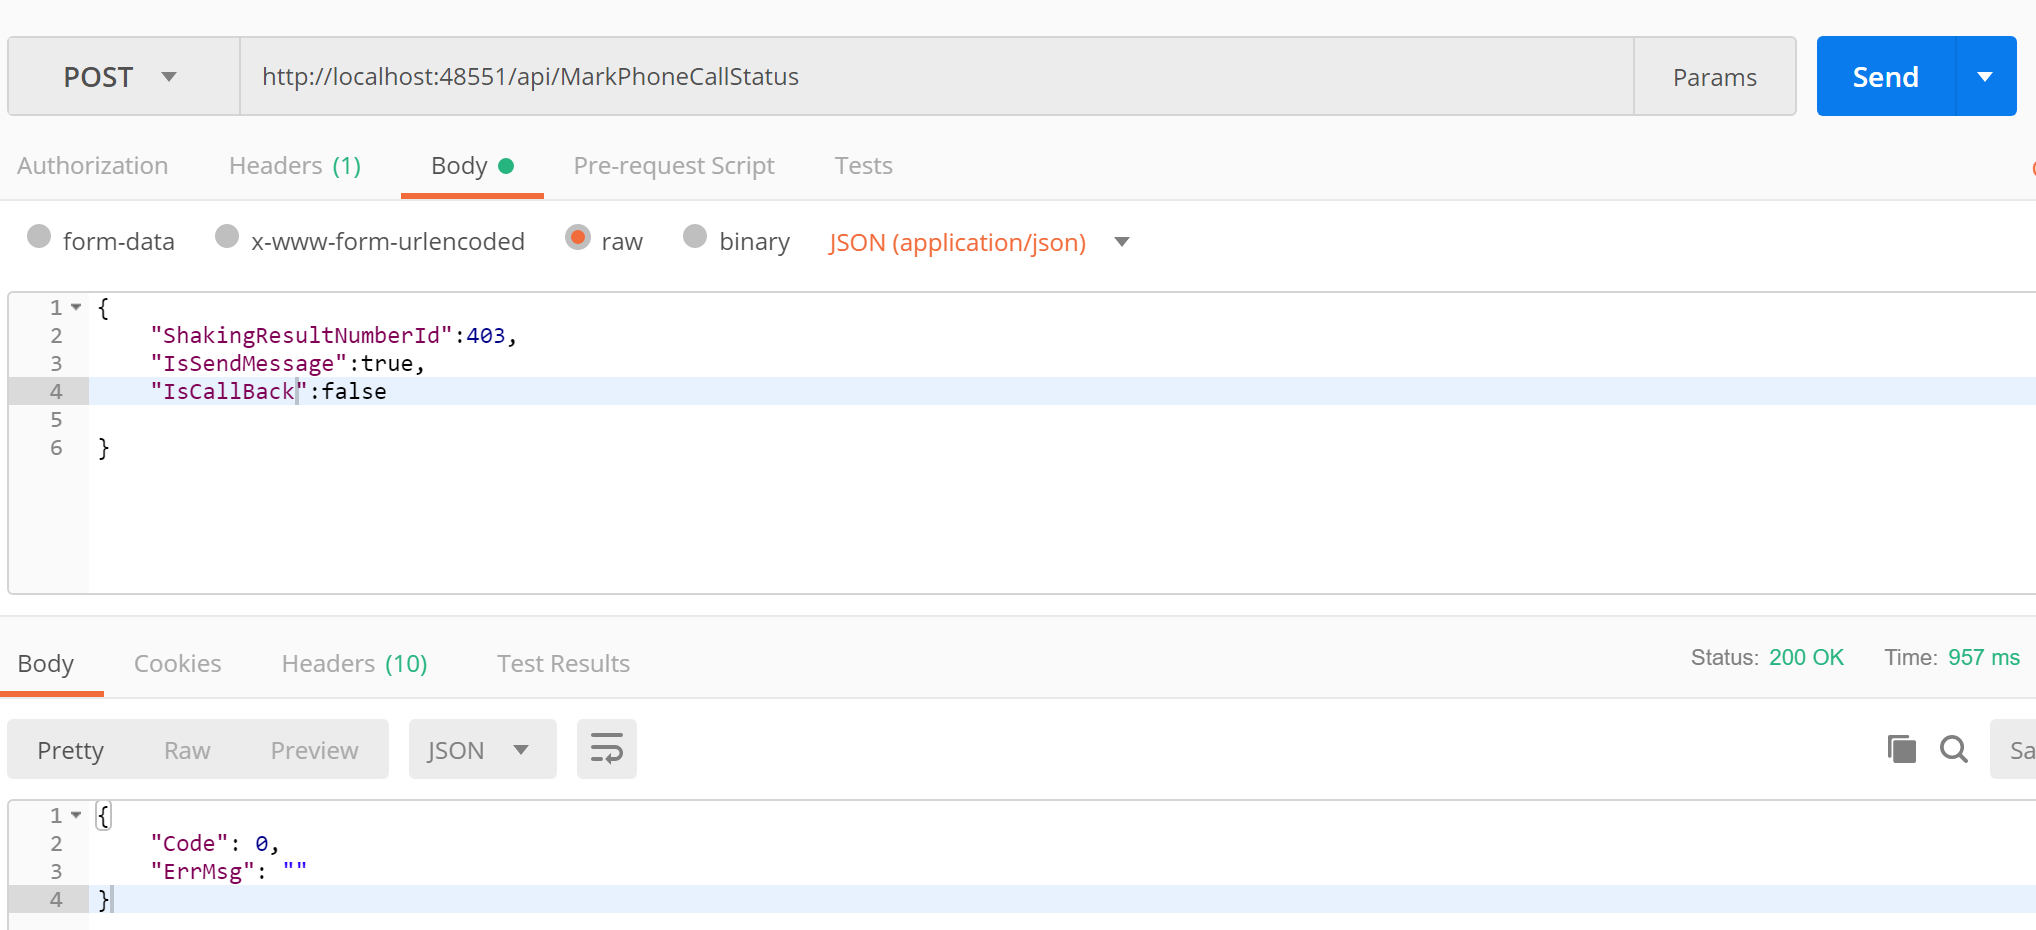 POST http://localhost:48551/api/MarkPhoneCallStatus Params Send
Authorization Headers (1) Body Pre-request Script Tests
form-data x-www-form-urlencoded raw binary JSON (application/json)
1 {
2 "ShakingResultNumberId":403,
3 "IsSendMessage":true,
4 "IsCallBack":false
5
6 }
Body Cookies Headers (10) Test Results Status: 200 OK Time: 957 ms
Pretty Raw Preview JSON Sa
1 {
2 "Code": 0,
3 "ErrMsg": ""
4 }